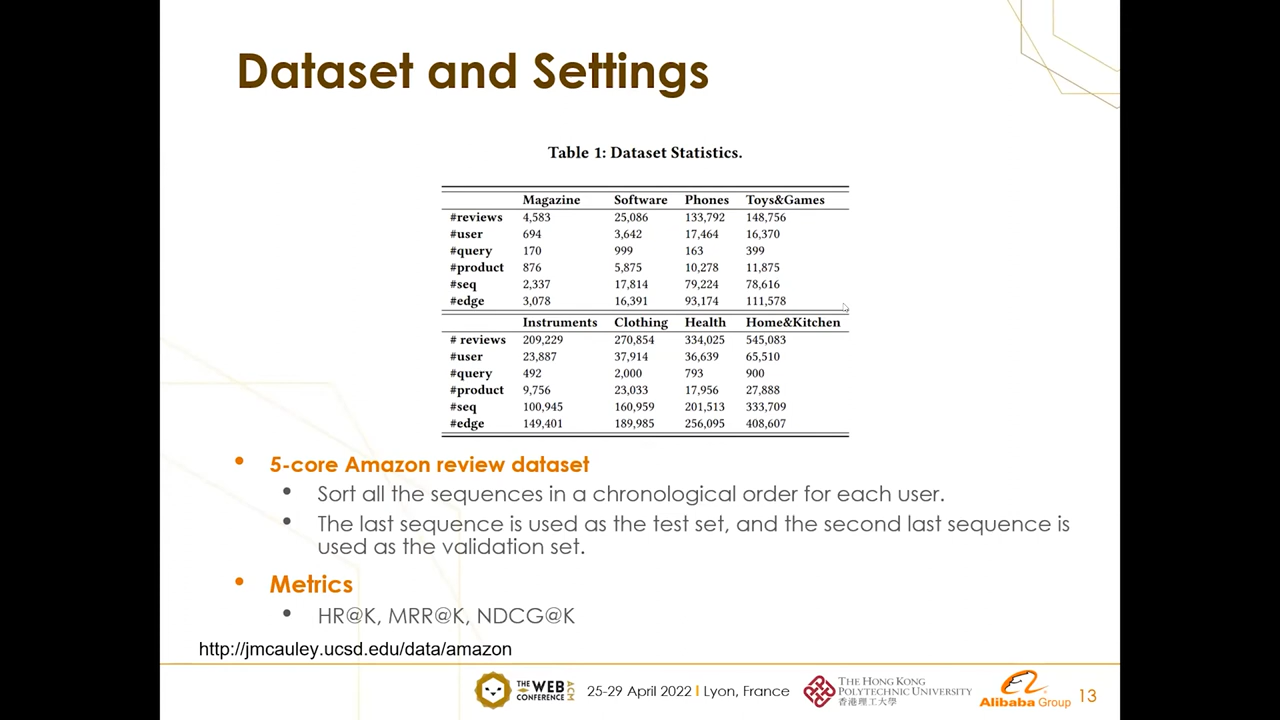 Dataset and Settings
Table 1: Dataset Statistics.
Magazine Software Phones Toys&Games
#reviews 4,583 25,086 133,792 148,756
#user 694 3,642 17,464 16,370
#query 170 999 163 399
#product 876 5,875 10,278 11,875
#seq 2,337 17,814 79,224 78,616
#edge 3,078 16,391 93,174 111,578
Instruments Clothing Health Home&Kitchen
# reviews 209,229 270,854 334,025 545,083
#user 23,887 37,914 36,639 65,510
#query 492 2,000 793 900
#product 9,756 23,033 17,956 27,888
#seq 100,945 160,959 201,513 333,709
#edge 149,401 189,985 256,095 408,607
• 5-core Amazon review dataset
• Sort all the sequences in a chronological order for each user.
• The last sequence is used as the test set, and the second last sequence is
used as the validation set.
• Metrics
• HR@K, MRR@K, NDCG@K
http://jmcauley.ucsd.edu/data/amazon
THE WEB CONFERENCE ACM
25-29 April 2022 | Lyon, France
THE HONG KONG
POLYTECHNIC UNIVERSITY
香港理工大學
Alibaba Group
13